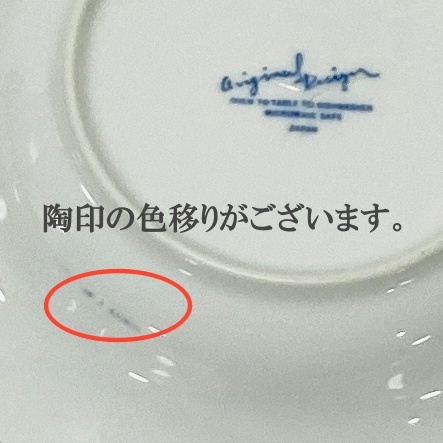 Original Design
OVEN TO TABLE TO DISHWASHER
MICROWAVE SAFE
JAPAN
陶印の色移りがございます。